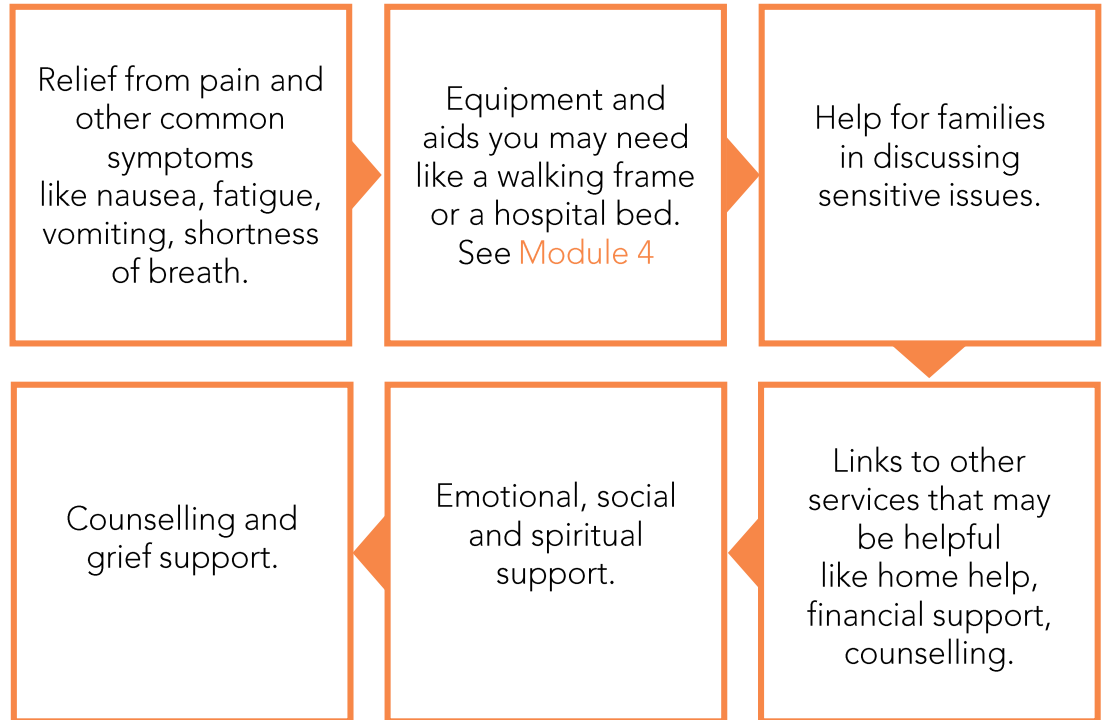 Relief from pain and
other common
symptoms
like nausea, fatigue,
vomiting, shortness
of breath.
Equipment and
aids you may need
like a walking frame
or a hospital bed.
See Module 4
Help for families
in discussing
sensitive issues.
Links to other
services that may
be helpful
like home help,
financial support,
counselling.
Emotional, social
and spiritual
support.
Counselling and
grief support.